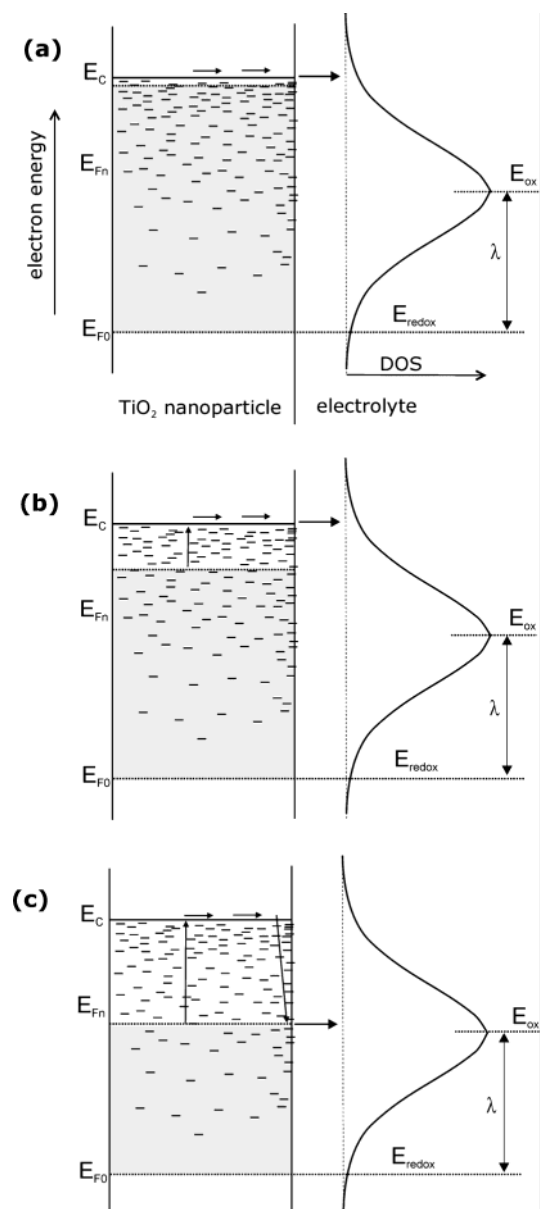 (a)
E_C
electron energy
E_Fn
E_ox
λ
E_F0
E_redox
DOS
TiO₂ nanoparticle
electrolyte
(b)
E_C
E_Fn
E_ox
λ
E_F0
E_redox
(c)
E_C
E_Fn
E_ox
λ
E_F0
E_redox